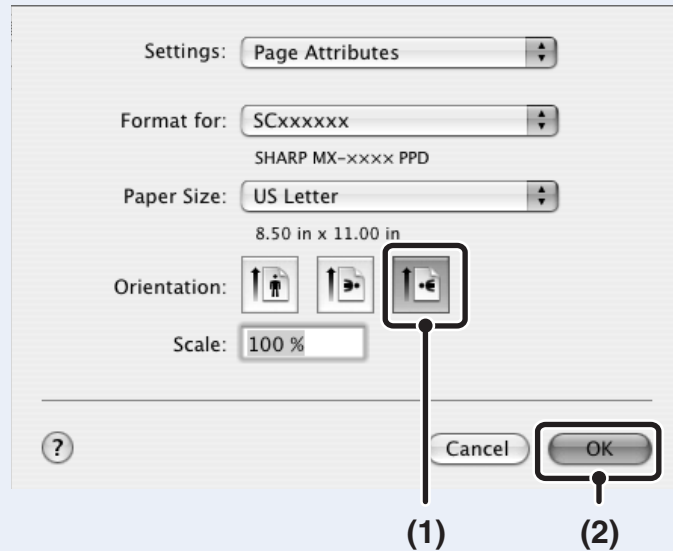 Settings: Page Attributes
Format for: SCxxxxxx
SHARP MX-×××× PPD
Paper Size: US Letter
8.50 in x 11.00 in
Orientation:
Scale: 100 %
? Cancel OK
(1) (2)